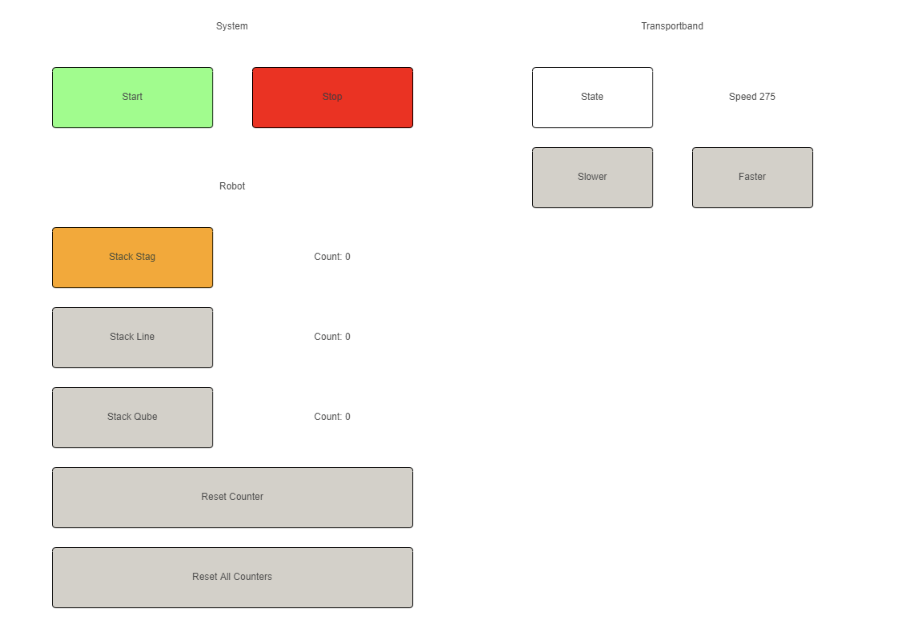 System
Start
Stop
Robot
Stack Stag
Count: 0
Stack Line
Count: 0
Stack Qube
Count: 0
Reset Counter
Reset All Counters
Transportband
State
Speed 275
Slower
Faster